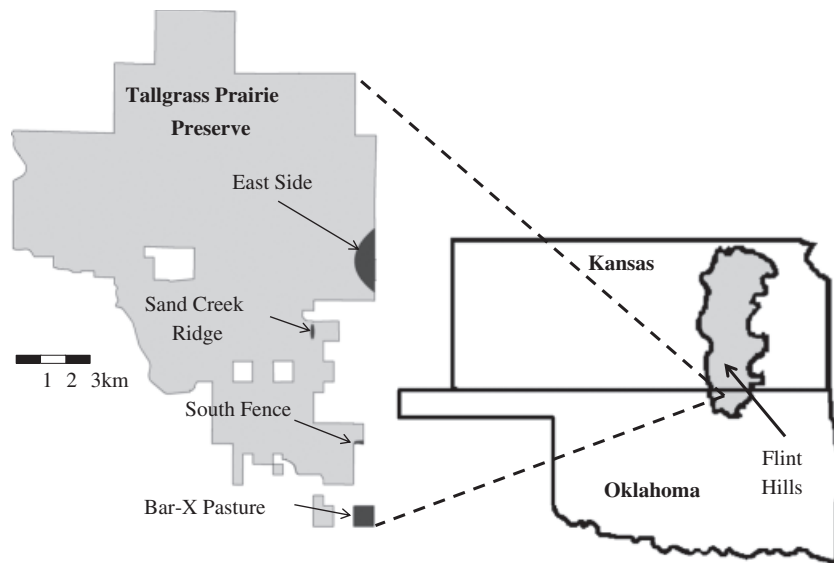 Tallgrass Prairie
Preserve
East Side
Sand Creek
Ridge
1 2 3km
South Fence
Bar-X Pasture
Kansas
Flint
Hills
Oklahoma